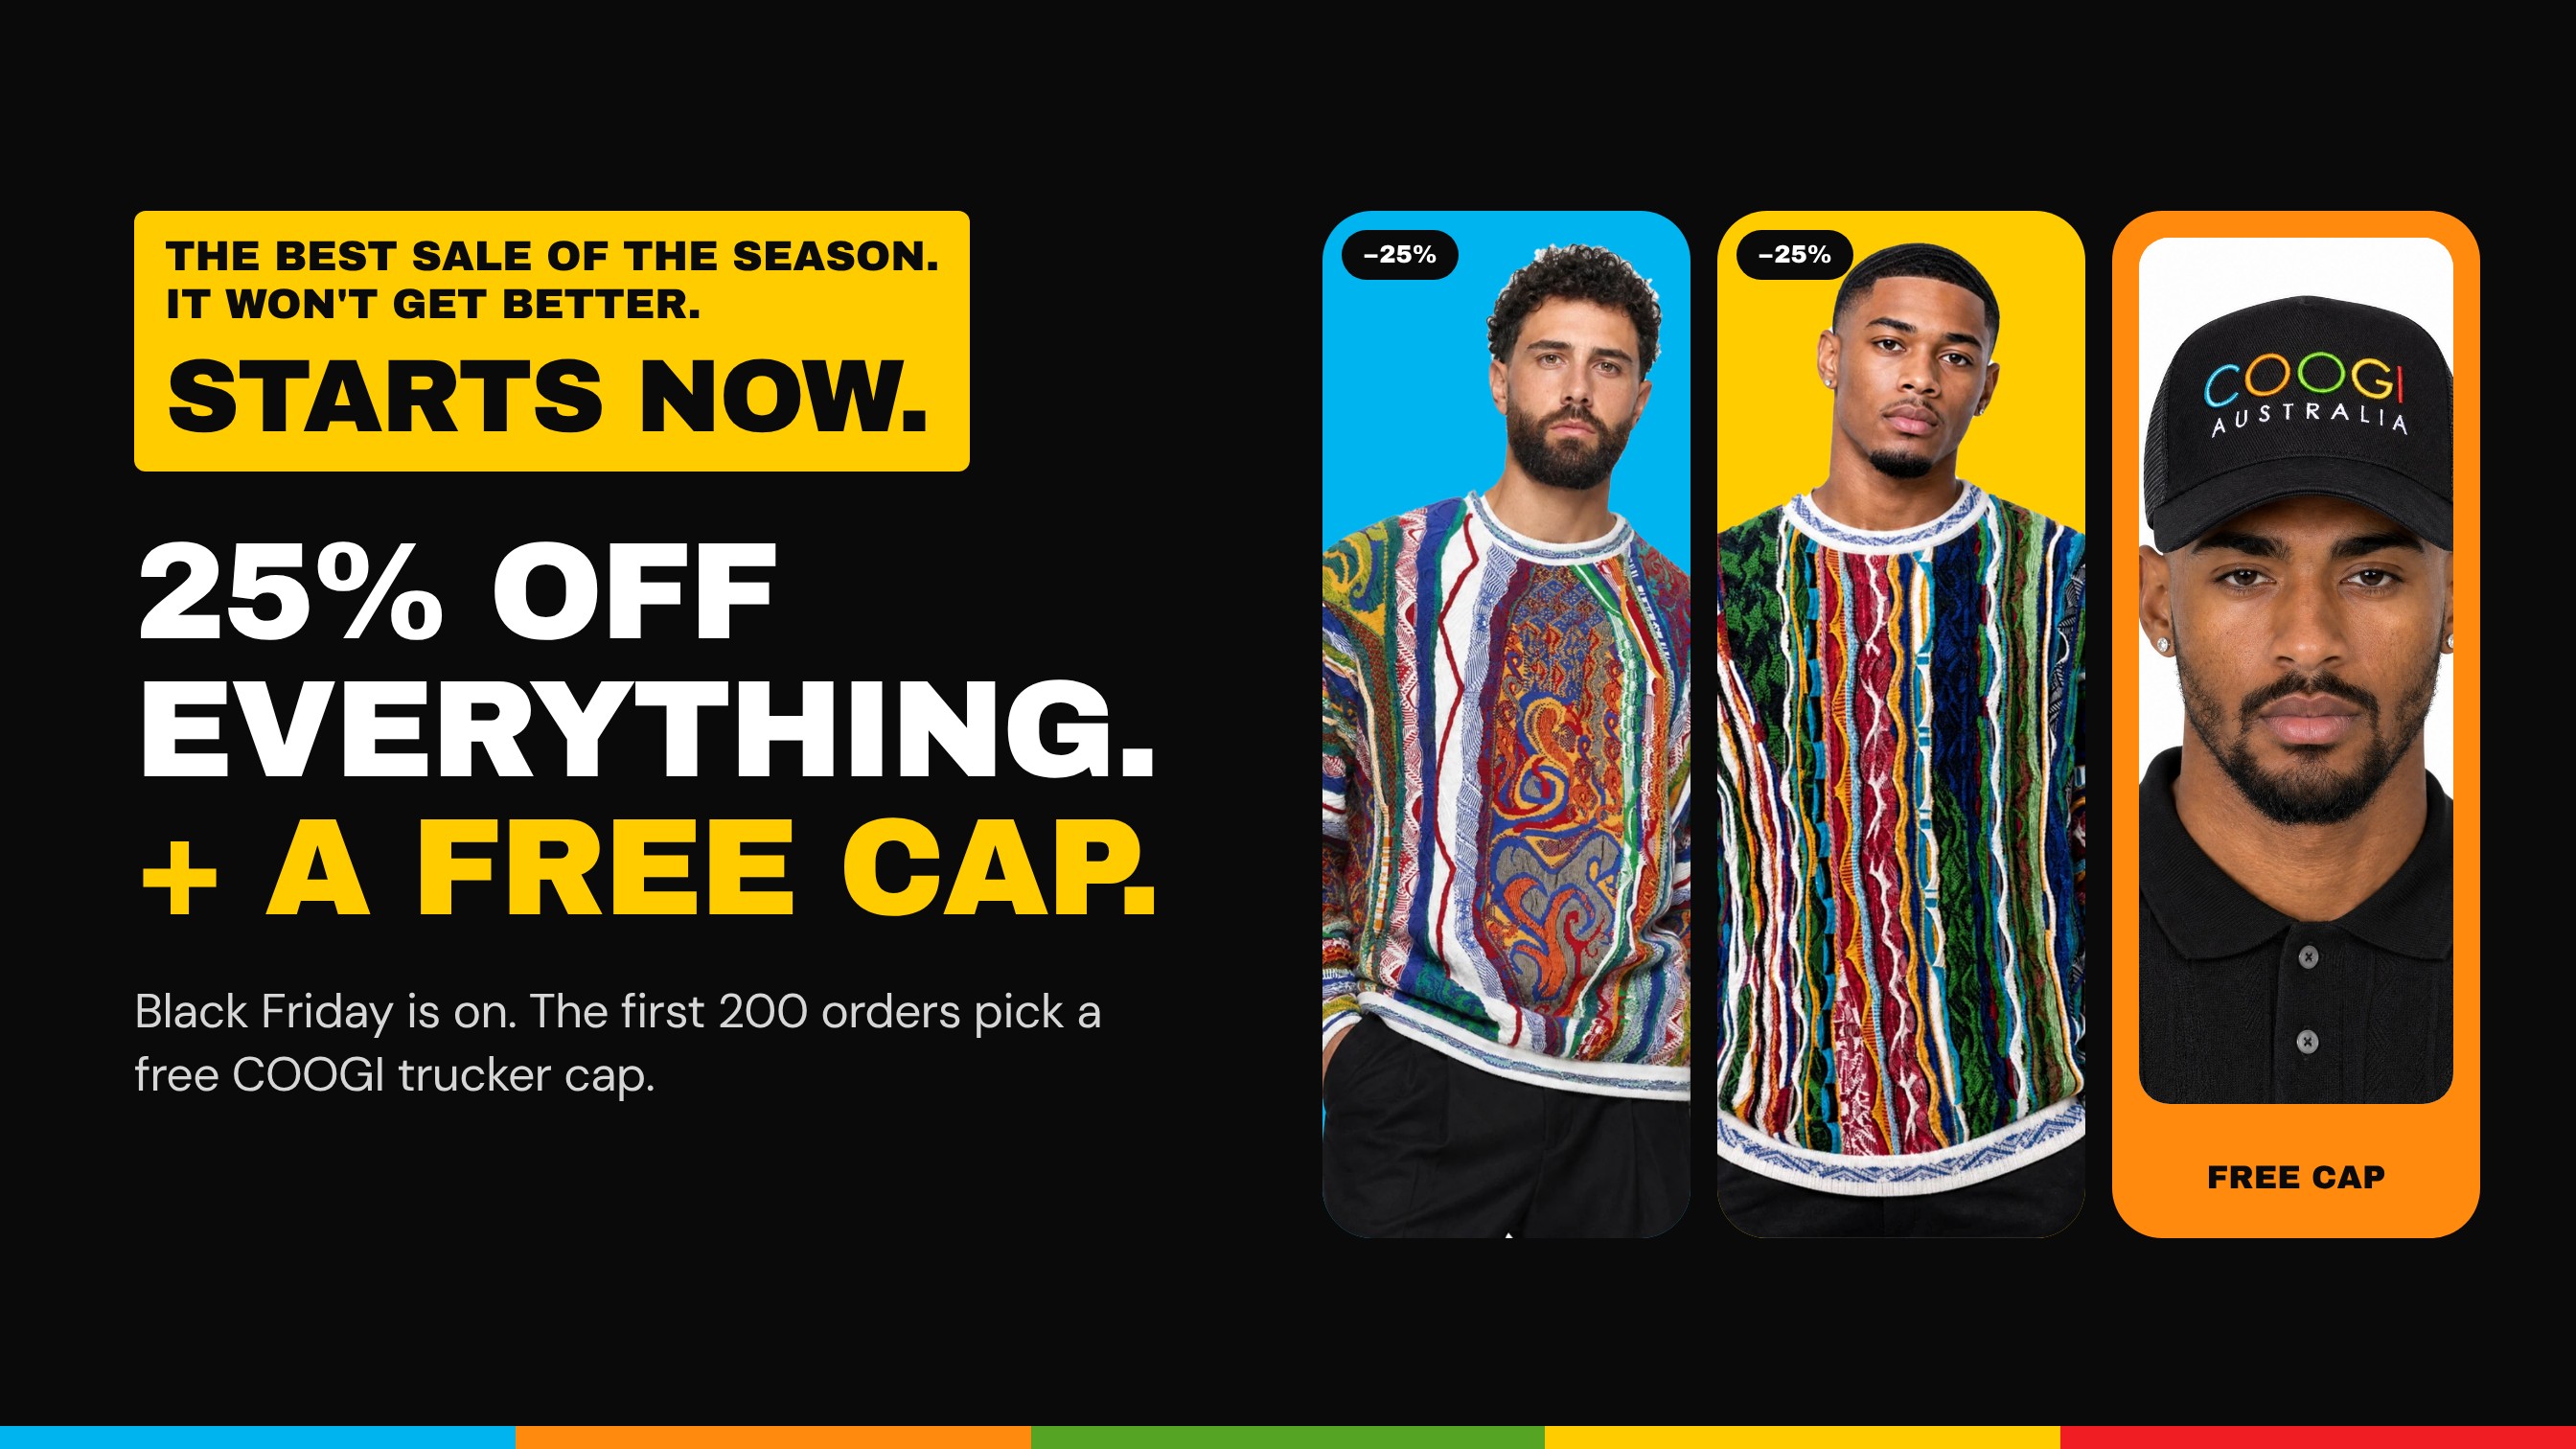 THE BEST SALE OF THE SEASON.
IT WON'T GET BETTER.
STARTS NOW.
25% OFF
EVERYTHING.
+ A FREE CAP.
Black Friday is on. The first 200 orders pick a
free COOGI trucker cap.
–25%
–25%
COOGI
AUSTRALIA
FREE CAP